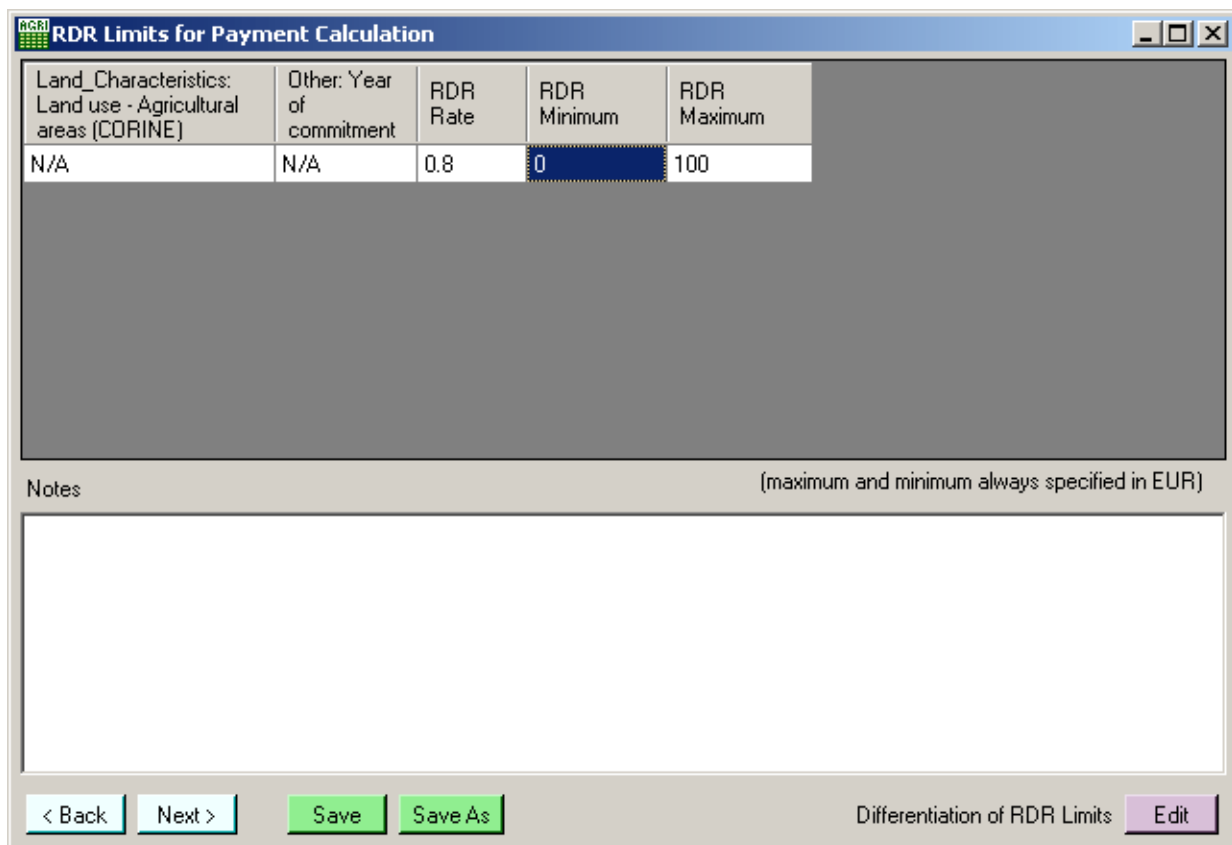 AGRI
RDR Limits for Payment Calculation
Land_Characteristics:
Land use - Agricultural
areas (CORINE)
Other: Year
of
commitment
RDR
Rate
RDR
Minimum
RDR
Maximum
N/A
N/A
0.8
0
100
Notes
(maximum and minimum always specified in EUR)
< Back
Next >
Save
Save As
Differentiation of RDR Limits
Edit